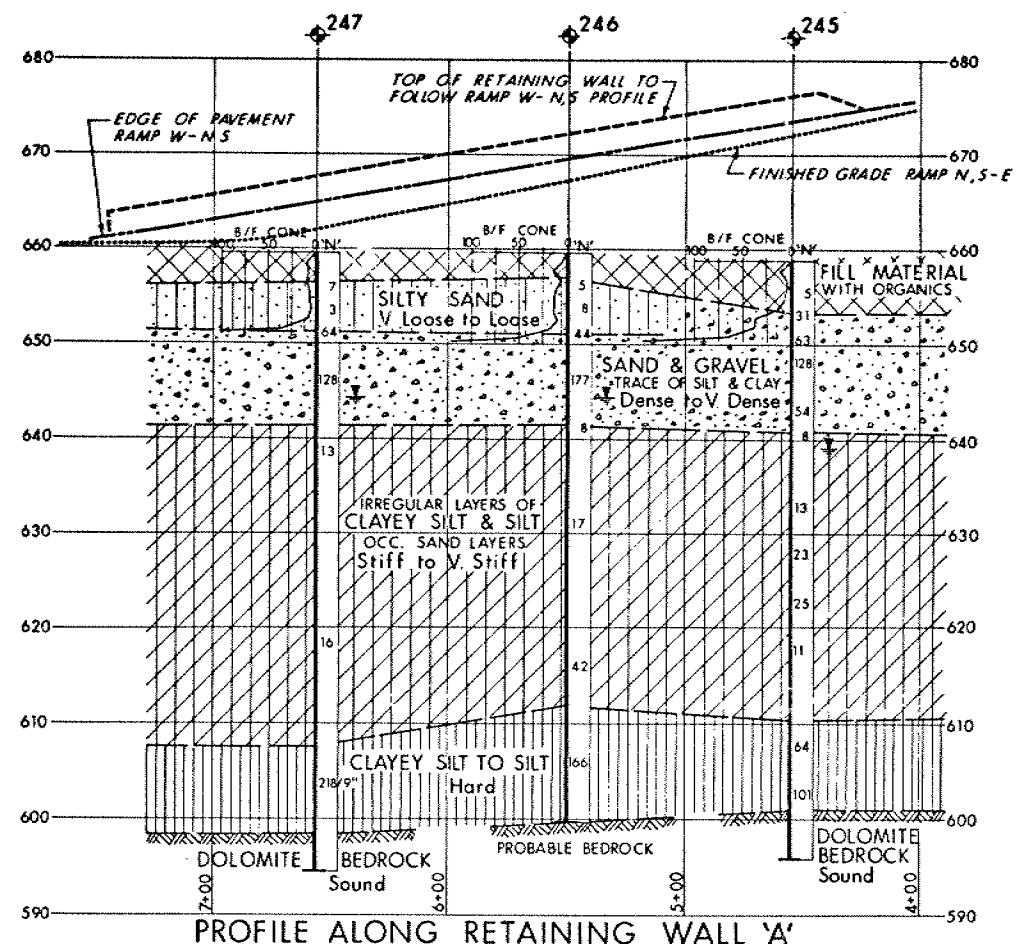 247
246
245
680
680
TOP OF RETAINING WALL TO
FOLLOW RAMP W-N,S PROFILE
EDGE OF PAVEMENT
RAMP W-N S
670
670
FINISHED GRADE RAMP N,S-E
B/F CONE
B/F CONE
B/F CONE
660
100
50
0
'N'
100
50
0
'N'
100
50
0
'N'
660
FILL MATERIAL
WITH ORGANICS
7
5
5
SILTY SAND
V. Loose to Loose
3
8
31
64
44
63
650
650
SAND & GRAVEL
TRACE OF SILT & CLAY
Dense to V. Dense
128
177
128
54
8
8
640
640
13
IRREGULAR LAYERS OF
CLAYEY SILT & SILT
OCC. SAND LAYERS
Stiff to V. Stiff
17
13
630
630
23
25
620
620
16
11
42
610
610
CLAYEY SILT TO SILT
Hard
64
218/9"
166
101
600
600
DOLOMITE BEDROCK
Sound
PROBABLE BEDROCK
DOLOMITE
BEDROCK
Sound
7+00
6+00
5+00
4+00
590
590
PROFILE ALONG RETAINING WALL 'A'